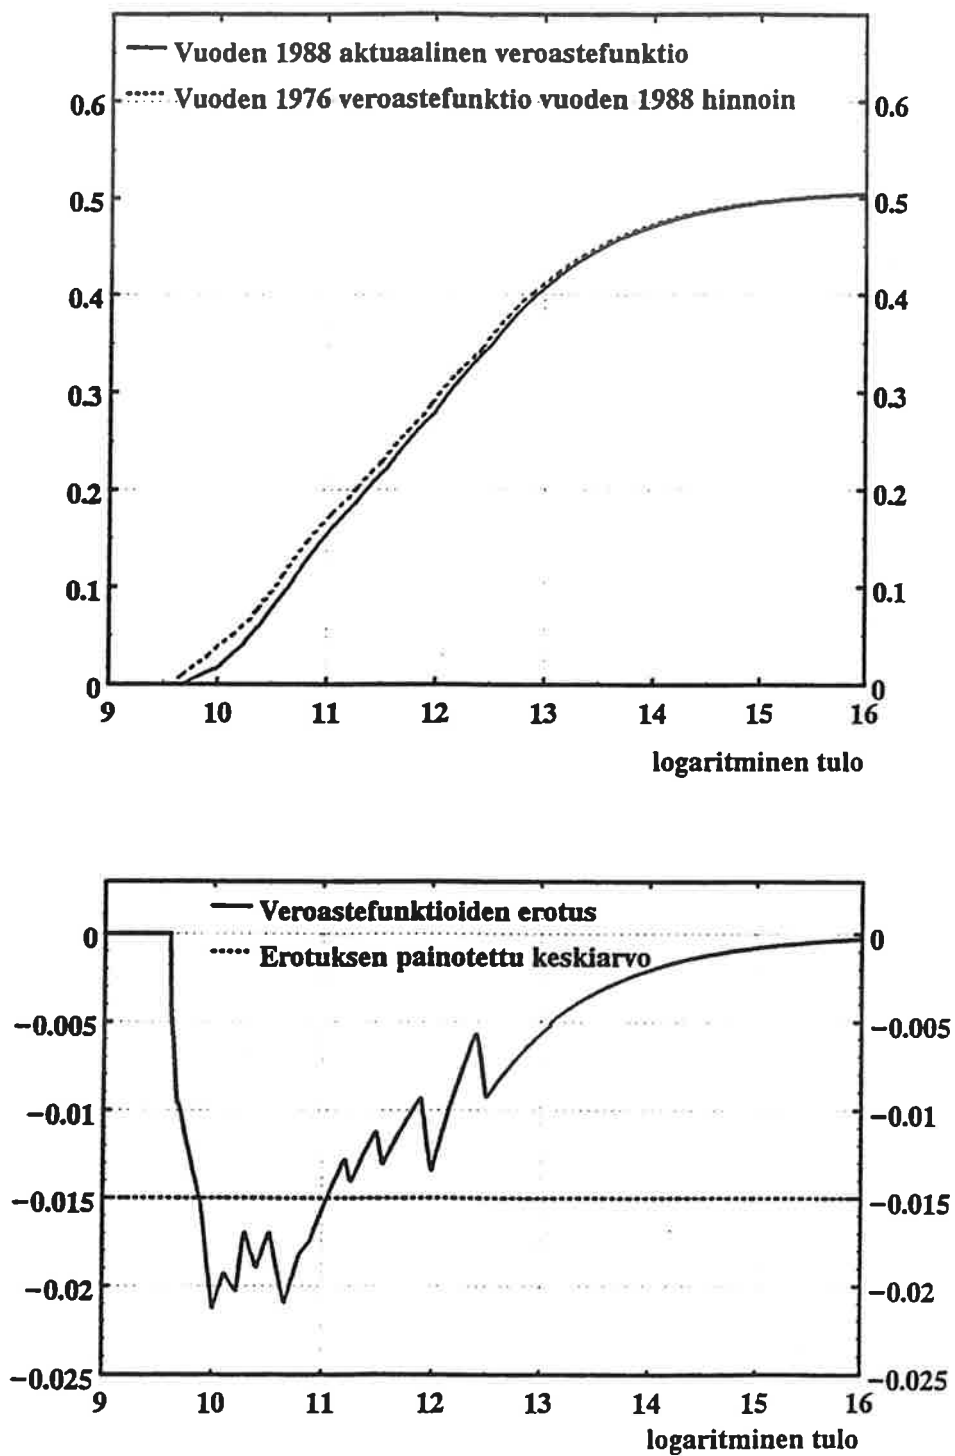 Vuoden 1988 aktuaalinen veroastefunktio
Vuoden 1976 veroastefunktio vuoden 1988 hinnoin
0.6 0.6
0.5 0.5
0.4 0.4
0.3 0.3
0.2 0.2
0.1 0.1
0 0
9 10 11 12 13 14 15 16
logaritminen tulo
Veroastefunktioiden erotus
0 0
Erotuksen painotettu keskiarvo
−0.005 −0.005
−0.01 −0.01
−0.015 −0.015
−0.02 −0.02
−0.025 −0.025
9 10 11 12 13 14 15 16
logaritminen tulo